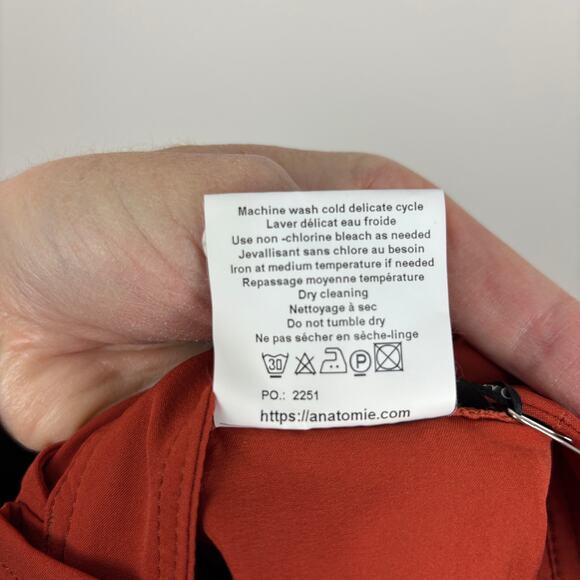 Machine wash cold delicate cycle
Laver délicat eau froide
Use non -chlorine bleach as needed
Jevallisant sans chlore au besoin
Iron at medium temperature if needed
Repassage moyenne température
Dry cleaning
Nettoyage à sec
Do not tumble dry
Ne pas sécher en sèche-linge
30 P
PO.: 2251
https://anatomie.com